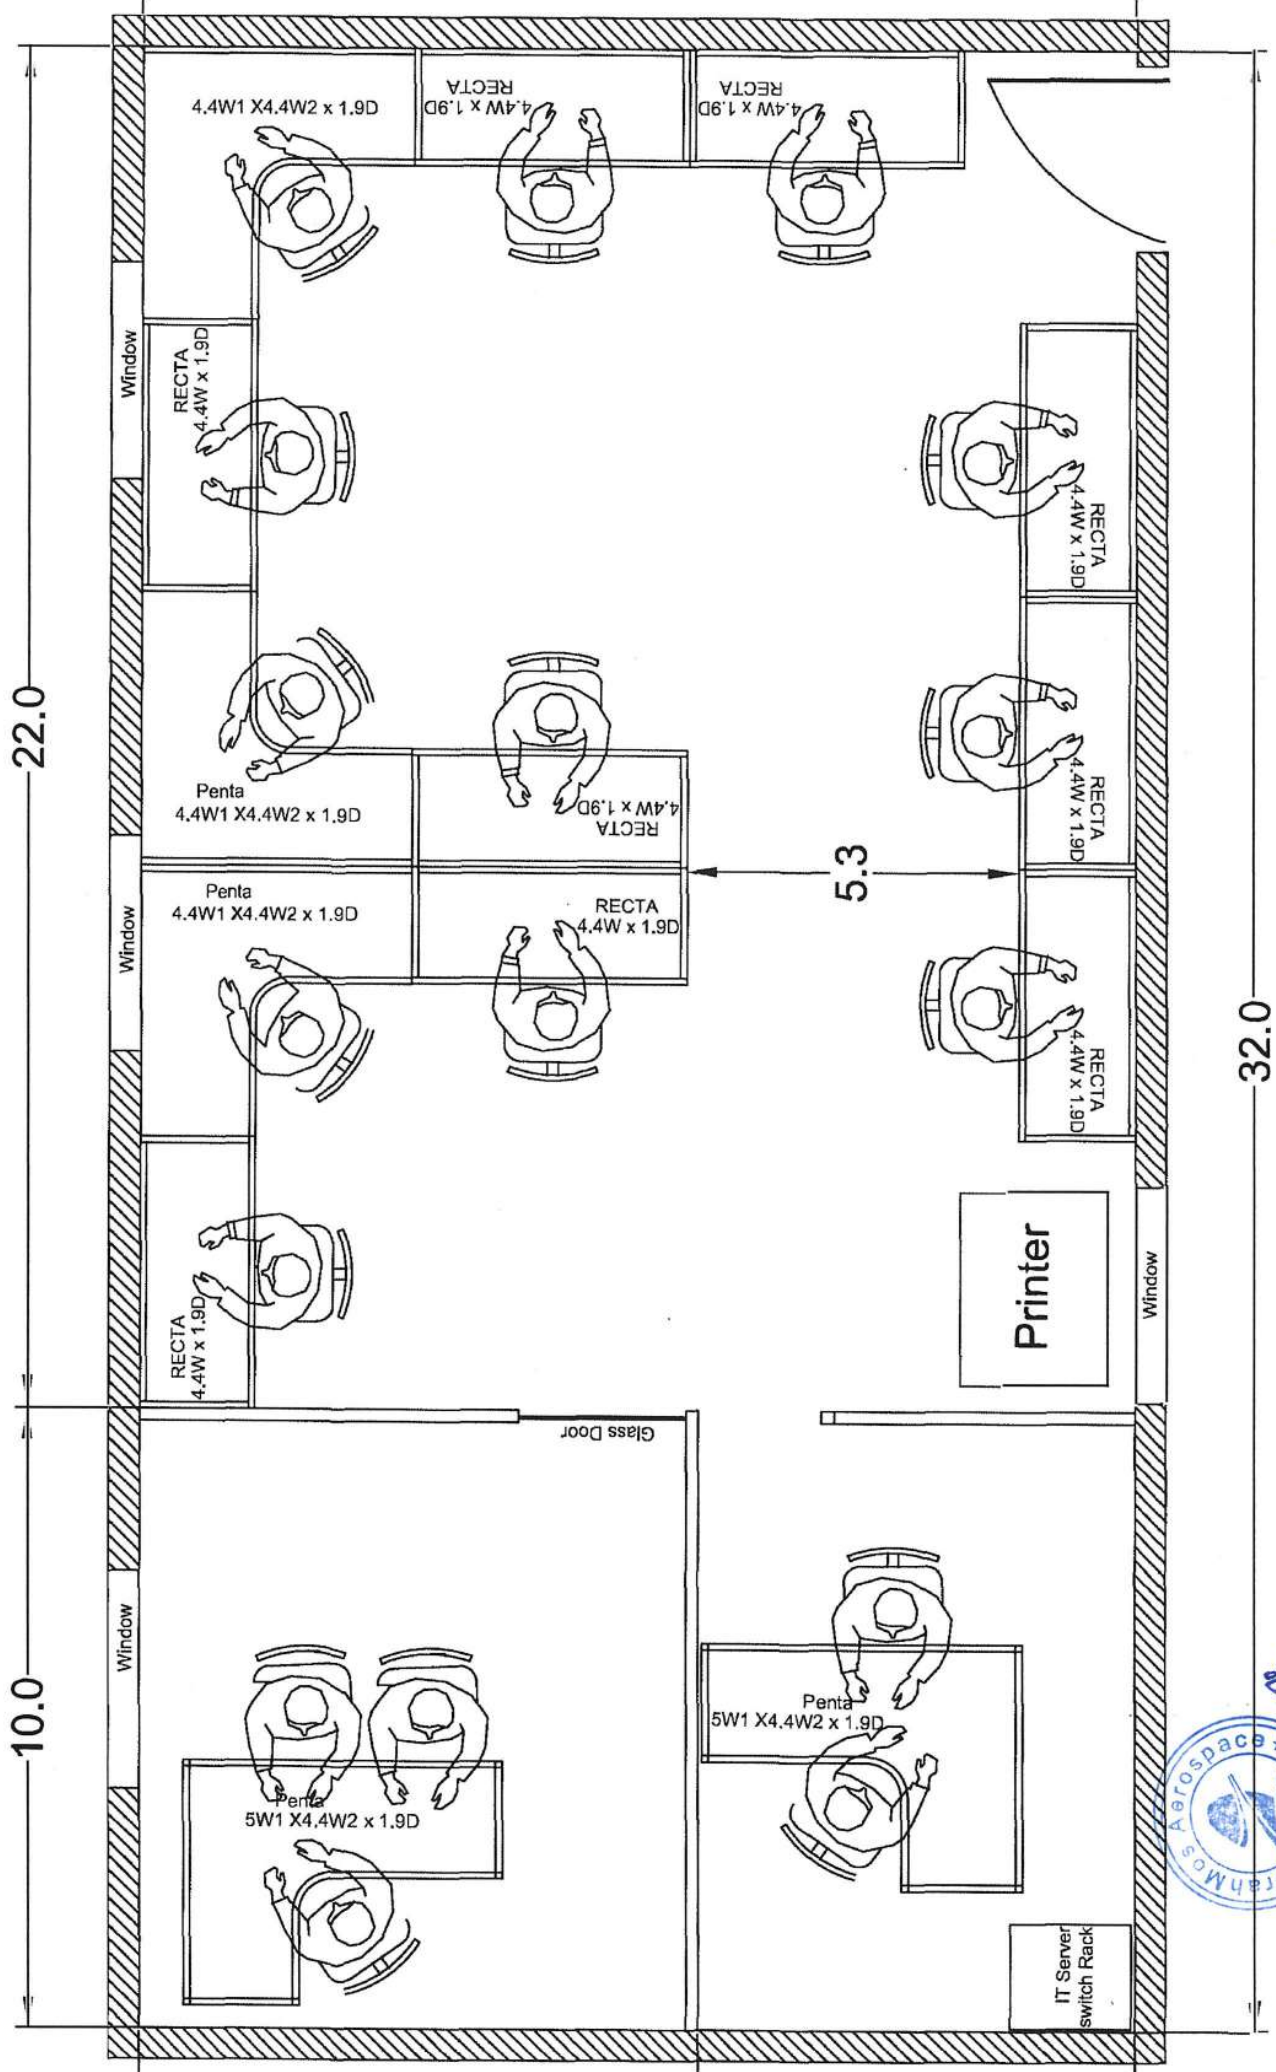 4.4W1 X4.4W2 x 1.9D
RECTA
4.4W x 1.9D
RECTA
4.4W x 1.9D
Window
RECTA
4.4W x 1.9D
RECTA
4.4W x 1.9D
22.0
Penta
4.4W1 X4.4W2 x 1.9D
RECTA
4.4W x 1.9D
RECTA
4.4W x 1.9D
5.3
Penta
4.4W1 X4.4W2 x 1.9D
RECTA
4.4W x 1.9D
Window
RECTA
4.4W x 1.9D
32.0
RECTA
4.4W x 1.9D
Printer
Window
Glass Door
Window
10.0
Penta
5W1 X4.4W2 x 1.9D
Penta
5W1 X4.4W2 x 1.9D
IT Server
switch Rack
rahMos Aerospace